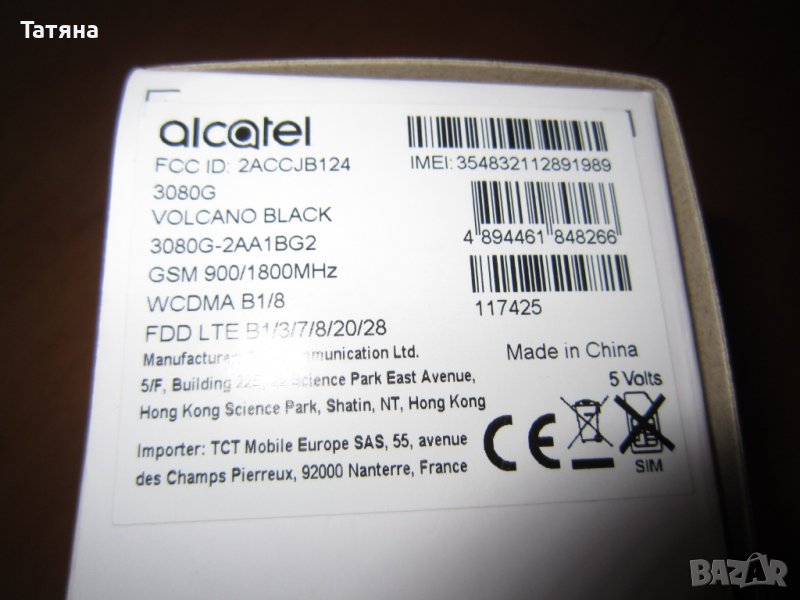 Татяна
alcatel
FCC ID: 2ACCJB124
3080G
VOLCANO BLACK
3080G-2AA1BG2
GSM 900/1800MHz
WCDMA B1/8
FDD LTE B1/3/7/8/20/28
IMEI: 354832112891989
4 894461 848266
117425
Manufacturer: Ltd.
5/F, Building Science Park East Avenue,
Hong Kong Science Park, Shatin, NT, Hong Kong
Made in China
5 Volts
Importer: TCT Mobile Europe SAS, 55, avenue
des Champs Pierreux, 92000 Nanterre, France
CE
SIM
BAZAR